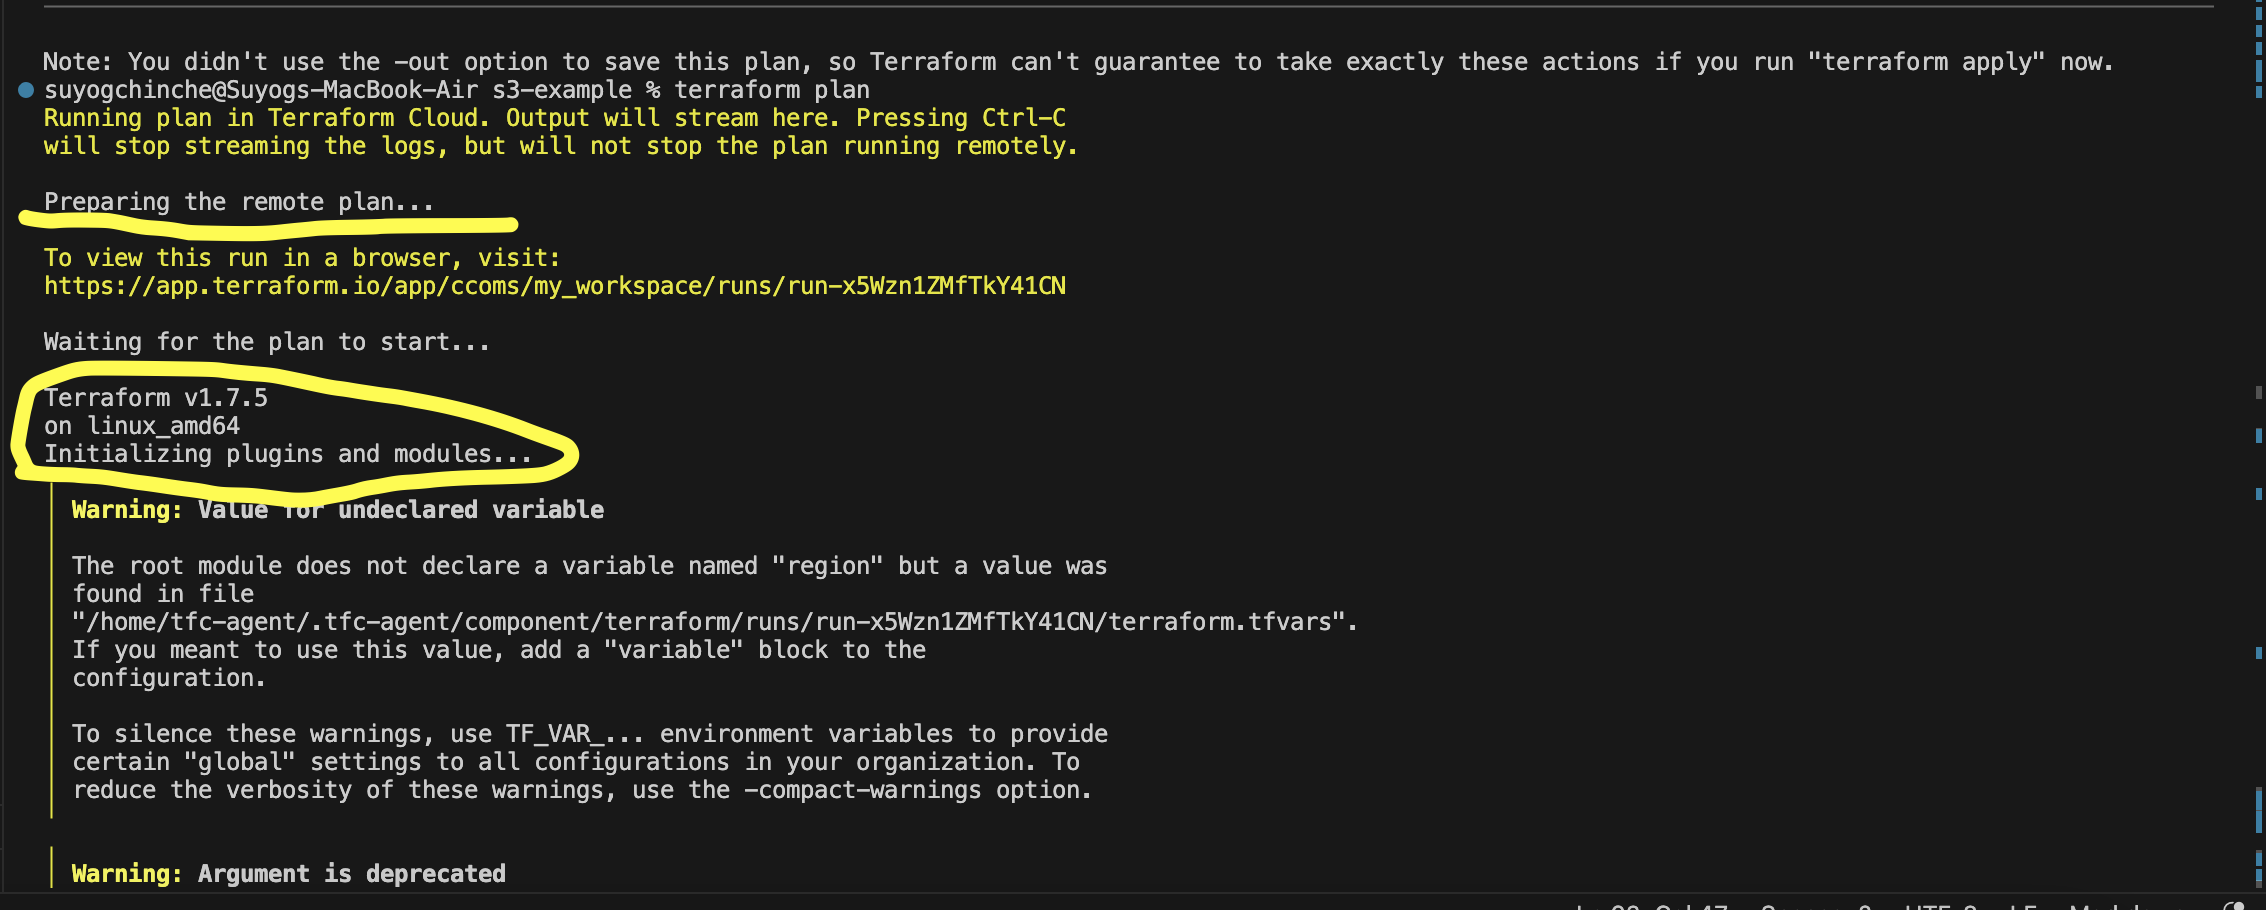 Note: You didn't use the -out option to save this plan, so Terraform can't guarantee to take exactly these actions if you run "terraform apply" now.
suyogchinche@Suyogs-MacBook-Air s3-example % terraform plan
Running plan in Terraform Cloud. Output will stream here. Pressing Ctrl-C
will stop streaming the logs, but will not stop the plan running remotely.
Preparing the remote plan...
To view this run in a browser, visit:
https://app.terraform.io/app/ccoms/my_workspace/runs/run-x5Wzn1ZMfTkY41CN
Waiting for the plan to start...
Terraform v1.7.5
on linux_amd64
Initializing plugins and modules...
Warning: Value for undeclared variable
The root module does not declare a variable named "region" but a value was
found in file
"/home/tfc-agent/.tfc-agent/component/terraform/runs/run-x5Wzn1ZMfTkY41CN/terraform.tfvars".
If you meant to use this value, add a "variable" block to the
configuration.
To silence these warnings, use TF_VAR_... environment variables to provide
certain "global" settings to all configurations in your organization. To
reduce the verbosity of these warnings, use the -compact-warnings option.
Warning: Argument is deprecated